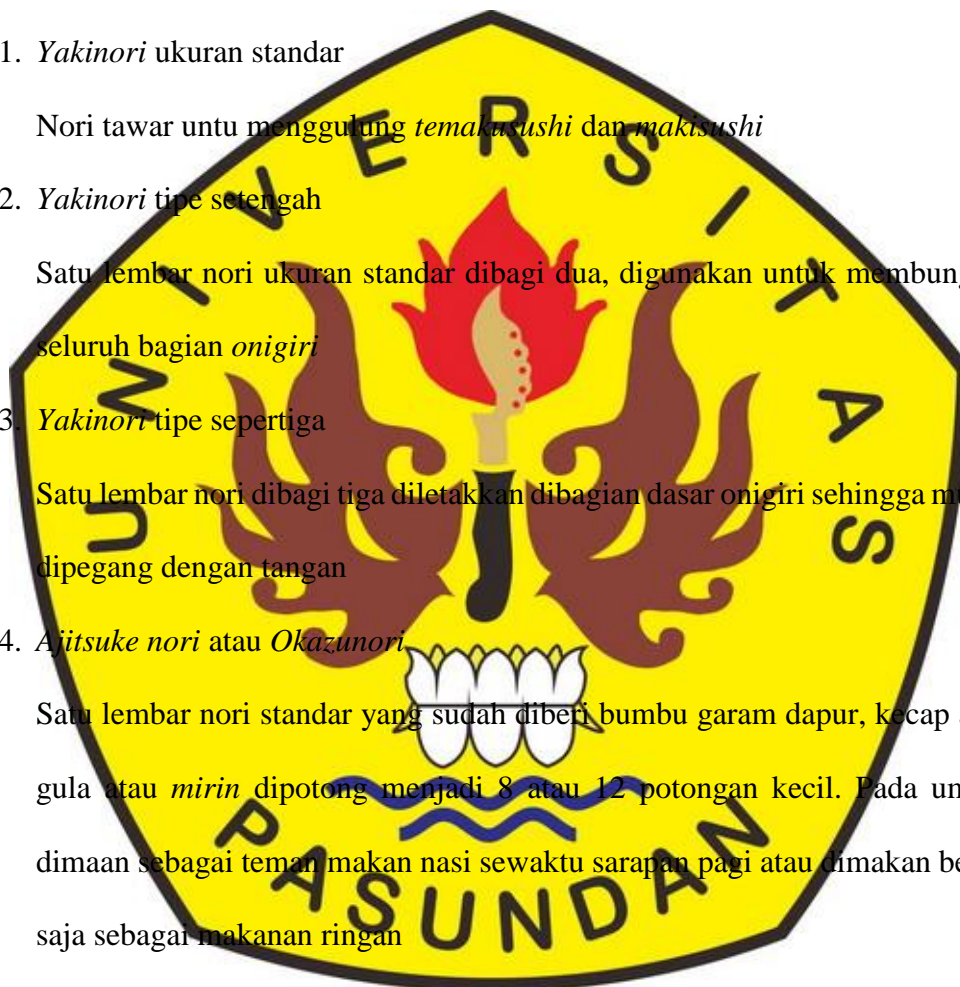 1. Yakinori ukuran standar
Nori tawar untu menggulung temakusushi dan makisushi
2. Yakinori tipe setengah
Satu lembar nori ukuran standar dibagi dua, digunakan untuk membung
seluruh bagian onigiri
3. Yakinori tipe sepertiga
Satu lembar nori dibagi tiga diletakkan dibagian dasar onigiri sehingga mu
dipegang dengan tangan
4. Ajitsuke nori atau Okazunori
Satu lembar nori standar yang sudah diberi bumbu garam dapur, kecap
gula atau mirin dipotong menjadi 8 atau 12 potongan kecil. Pada um
dimaan sebagai teman makan nasi sewaktu sarapan pagi atau dimakan be
saja sebagai makanan ringan
UNIVERSITAS
PASUNDAN